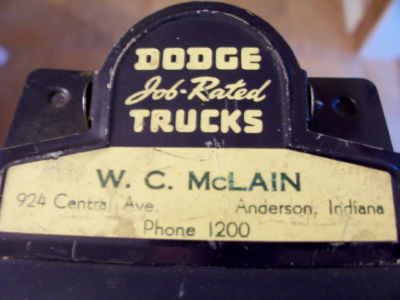 DODGE
Job-Rated
TRUCKS
W. C. McLAIN
924 Central Ave. Anderson, Indiana
Phone 1200